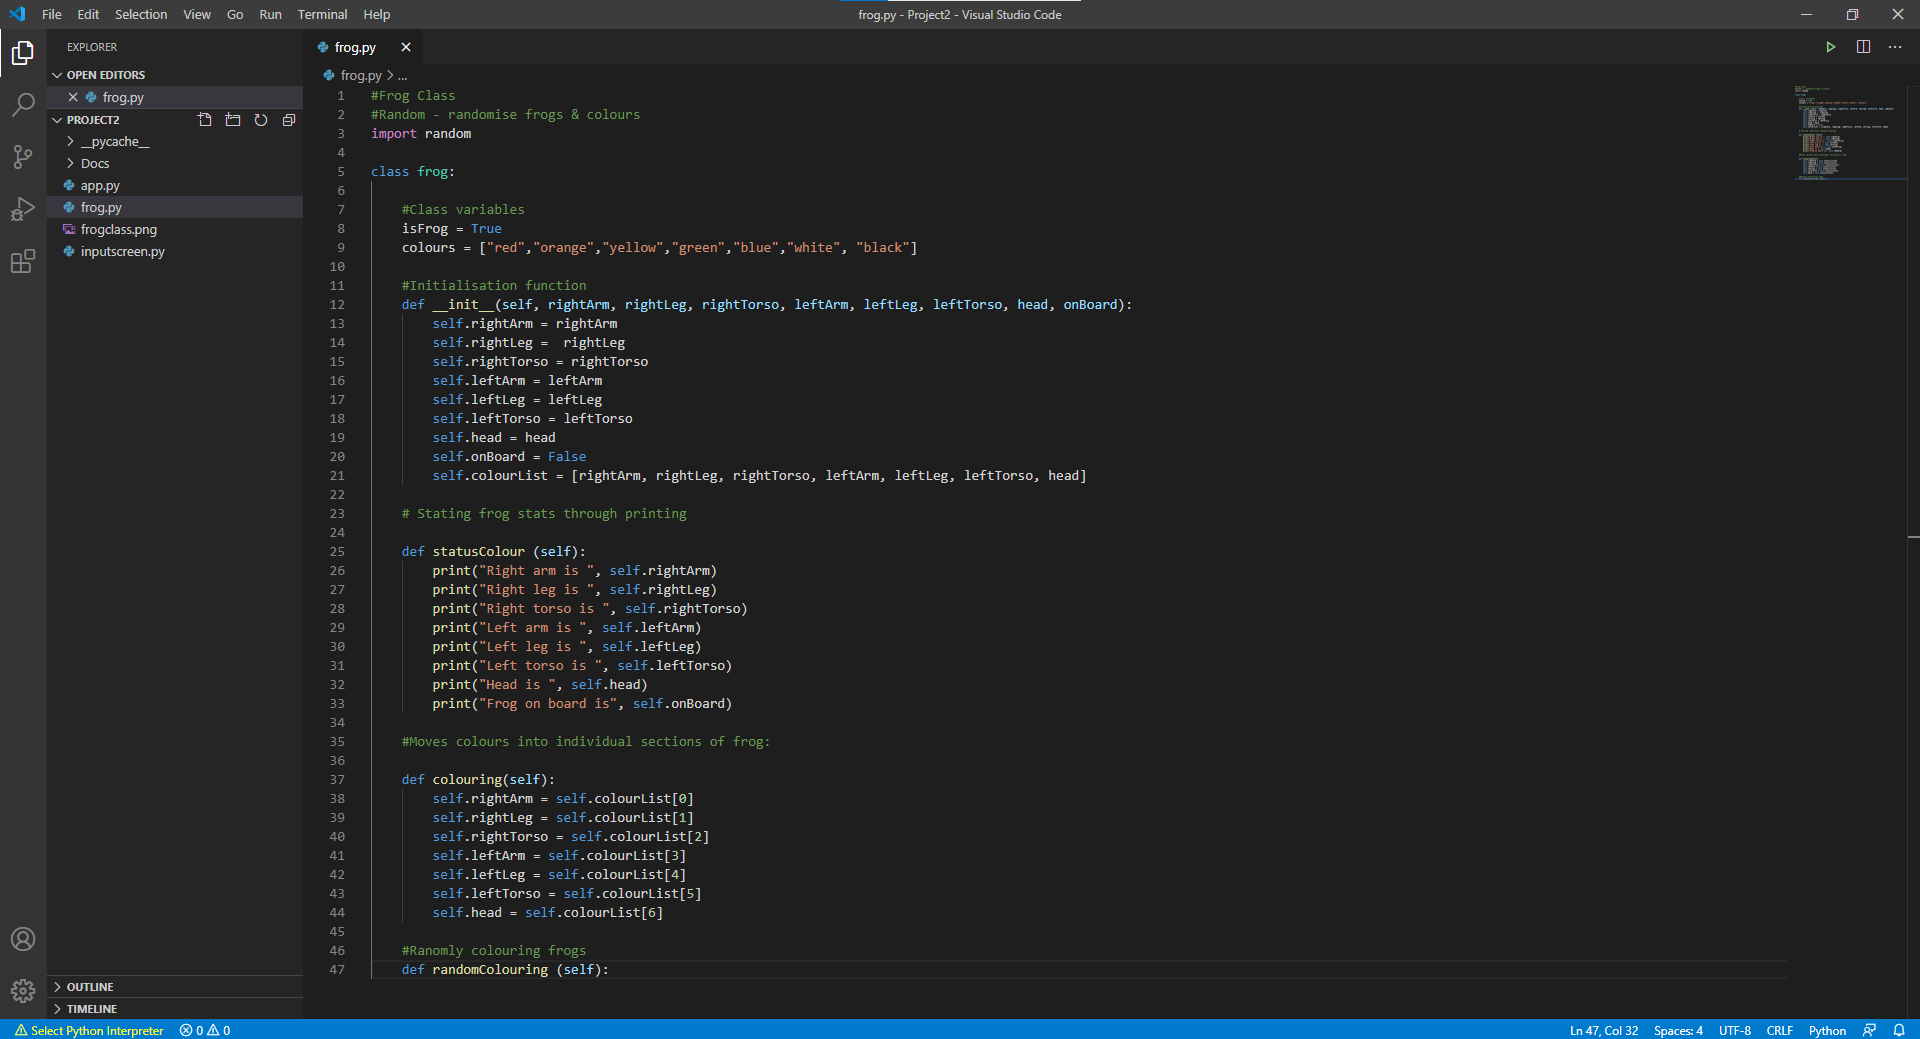 File Edit Selection View Go Run Terminal Help
frog.py - Project2 - Visual Studio Code
EXPLORER
OPEN EDITORS
frog.py
PROJECT2
__pycache__
Docs
app.py
frog.py
frogclass.png
inputscreen.py
OUTLINE
TIMELINE
frog.py
frog.py > ...
1 #Frog Class
2 #Random - randomise frogs & colours
3 import random
4
5 class frog:
6
7 #Class variables
8 isFrog = True
9 colours = ["red","orange","yellow","green","blue","white", "black"]
10
11 #Initialisation function
12 def __init__(self, rightArm, rightLeg, rightTorso, leftArm, leftLeg, leftTorso, head, onBoard):
13 self.rightArm = rightArm
14 self.rightLeg =  rightLeg
15 self.rightTorso = rightTorso
16 self.leftArm = leftArm
17 self.leftLeg = leftLeg
18 self.leftTorso = leftTorso
19 self.head = head
20 self.onBoard = False
21 self.colourList = [rightArm, rightLeg, rightTorso, leftArm, leftLeg, leftTorso, head]
22
23 # Stating frog stats through printing
24
25 def statusColour (self):
26 print("Right arm is ", self.rightArm)
27 print("Right leg is ", self.rightLeg)
28 print("Right torso is ", self.rightTorso)
29 print("Left arm is ", self.leftArm)
30 print("Left leg is ", self.leftLeg)
31 print("Left torso is ", self.leftTorso)
32 print("Head is ", self.head)
33 print("Frog on board is", self.onBoard)
34
35 #Moves colours into individual sections of frog:
36
37 def colouring(self):
38 self.rightArm = self.colourList[0]
39 self.rightLeg = self.colourList[1]
40 self.rightTorso = self.colourList[2]
41 self.leftArm = self.colourList[3]
42 self.leftLeg = self.colourList[4]
43 self.leftTorso = self.colourList[5]
44 self.head = self.colourList[6]
45
46 #Ranomly colouring frogs
47 def randomColouring (self):
Select Python Interpreter 0 0
Ln 47, Col 32 Spaces: 4 UTF-8 CRLF Python